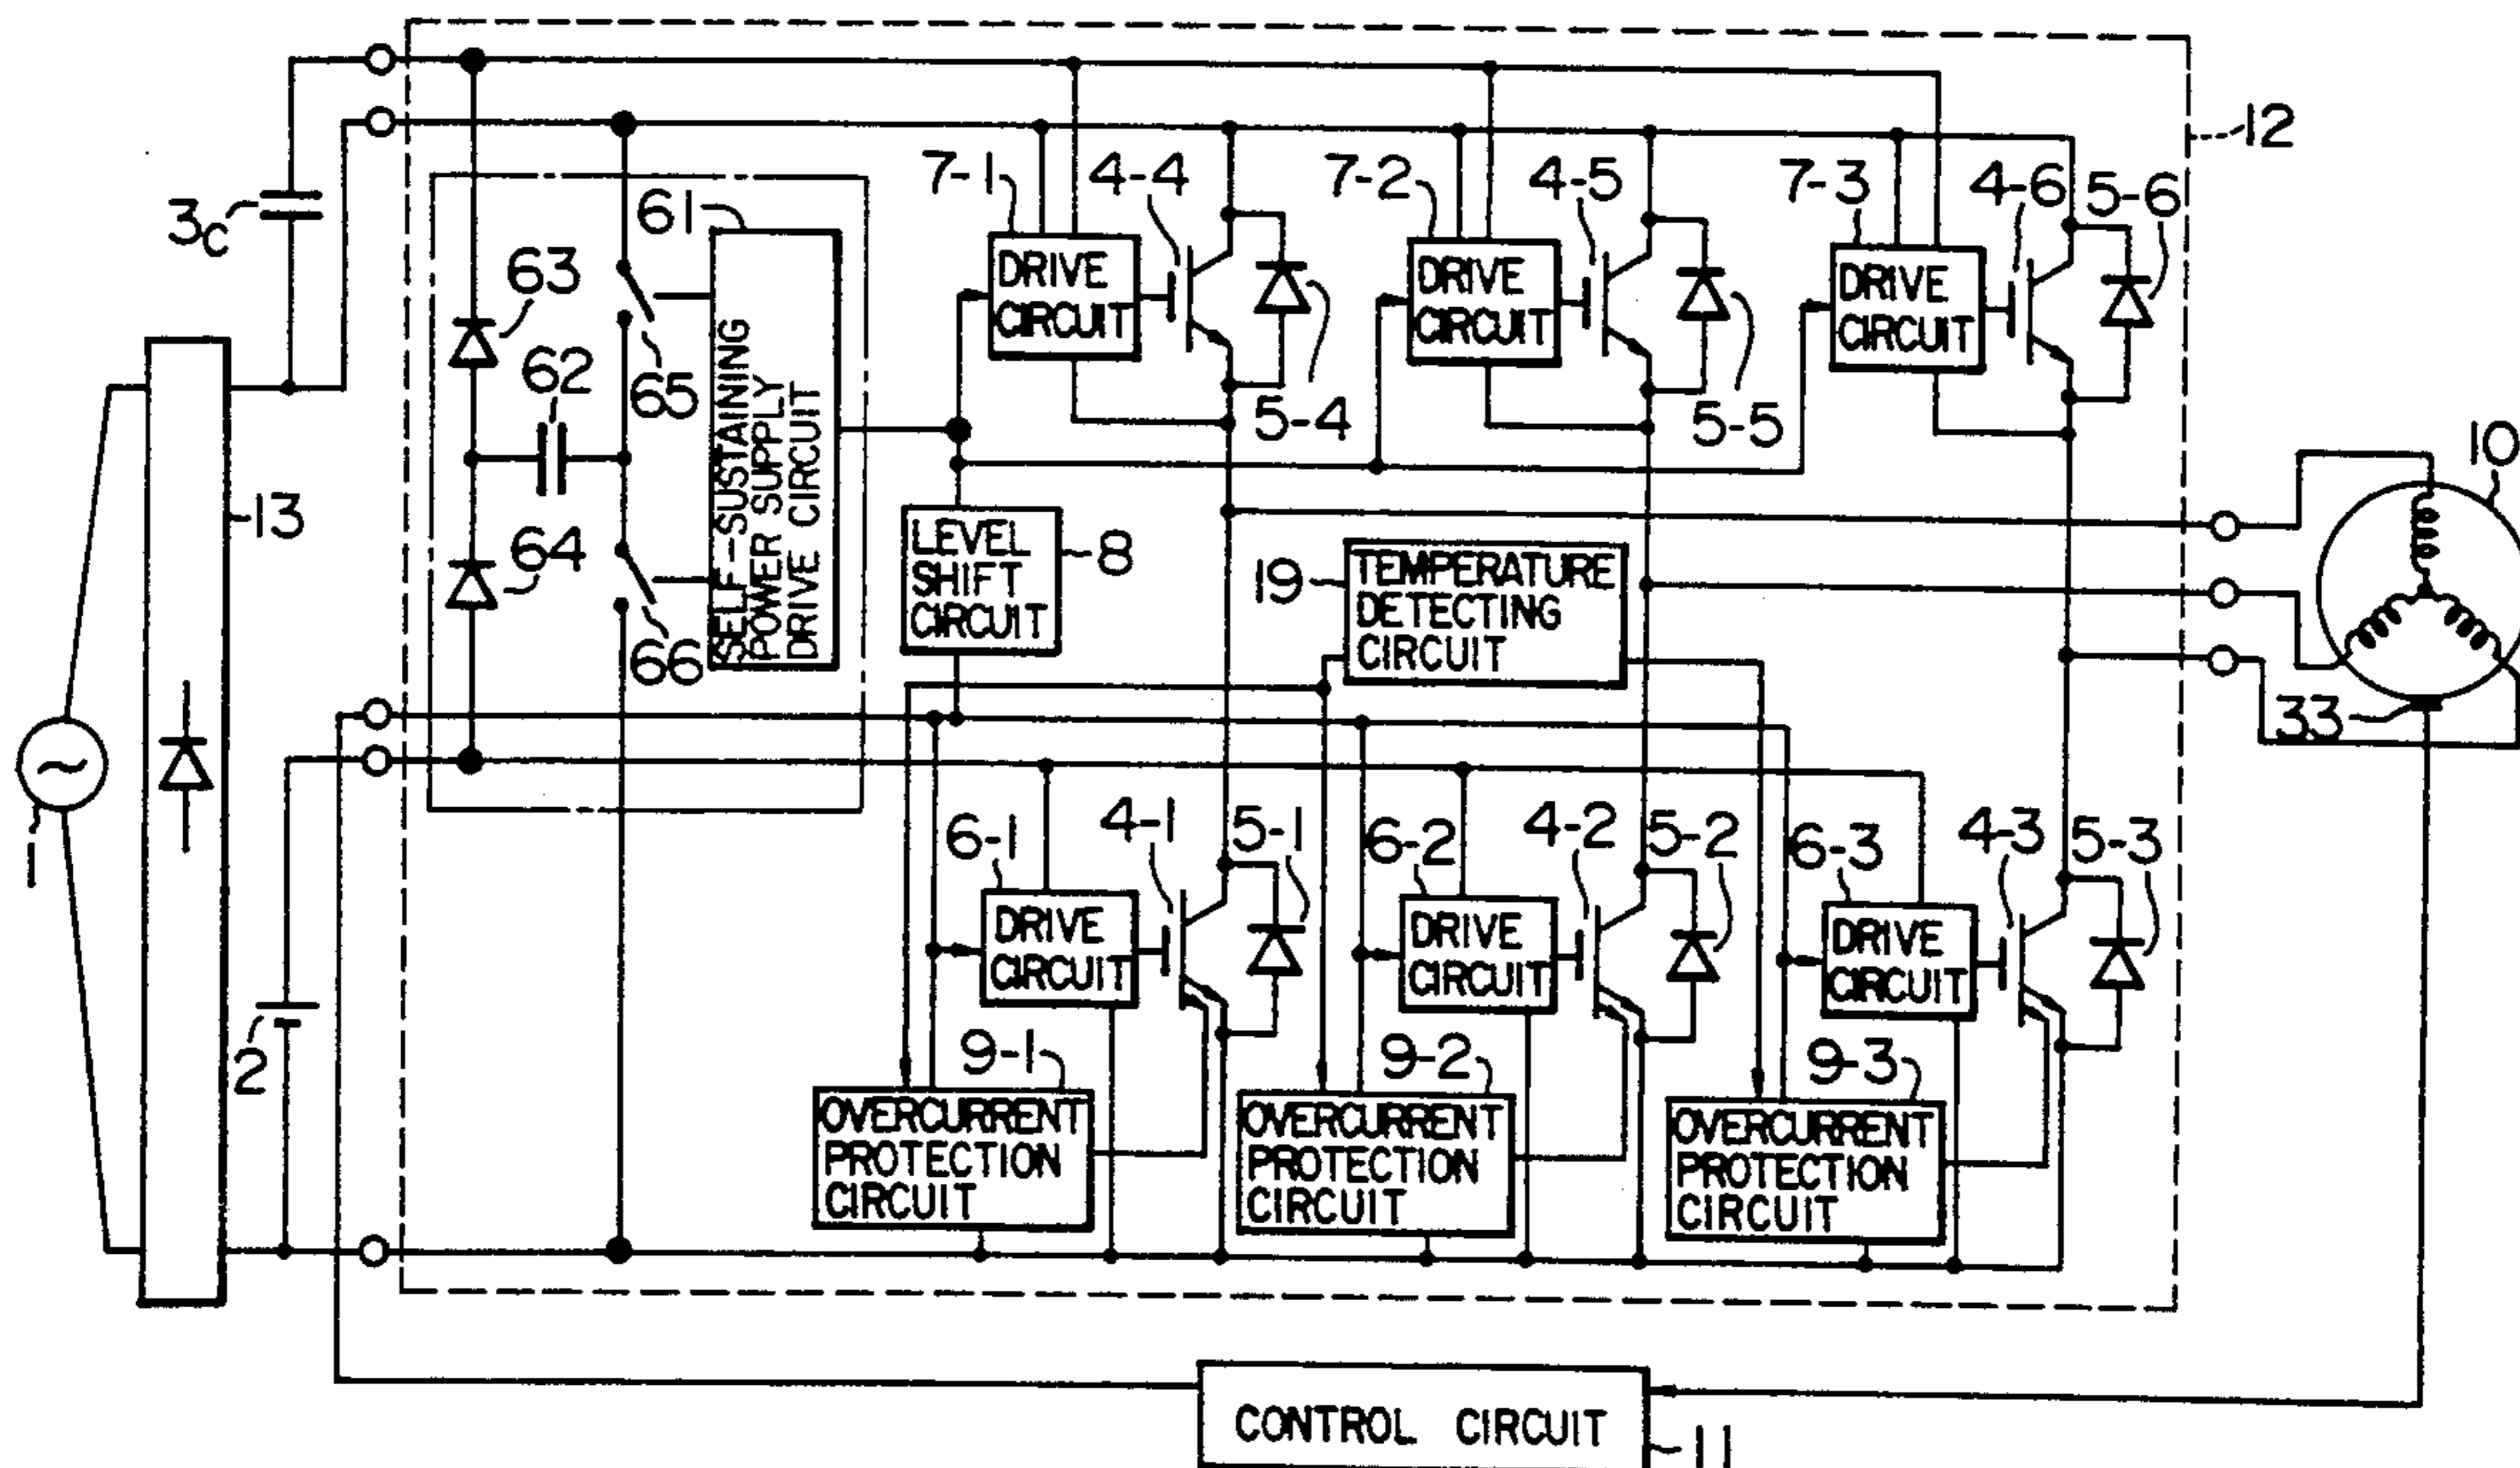 12
7-1
4-4
7-2
4-5
7-3
4-6
5-6
3c
61
63
DRIVE
CIRCUIT
DRIVE
CIRCUIT
DRIVE
CIRCUIT
62
65
SELF-SUSTAINING
POWER SUPPLY
DRIVE CIRCUIT
5-4
5-5
10
13
64
LEVEL
SHIFT
CIRCUIT
8
19
TEMPERATURE
DETECTING
CIRCUIT
66
33
1
6-1
4-1
5-1
6-2
4-2
5-2
6-3
4-3
5-3
DRIVE
CIRCUIT
DRIVE
CIRCUIT
DRIVE
CIRCUIT
2
9-1
9-2
9-3
OVERCURRENT
PROTECTION
CIRCUIT
OVERCURRENT
PROTECTION
CIRCUIT
OVERCURRENT
PROTECTION
CIRCUIT
CONTROL CIRCUIT
11